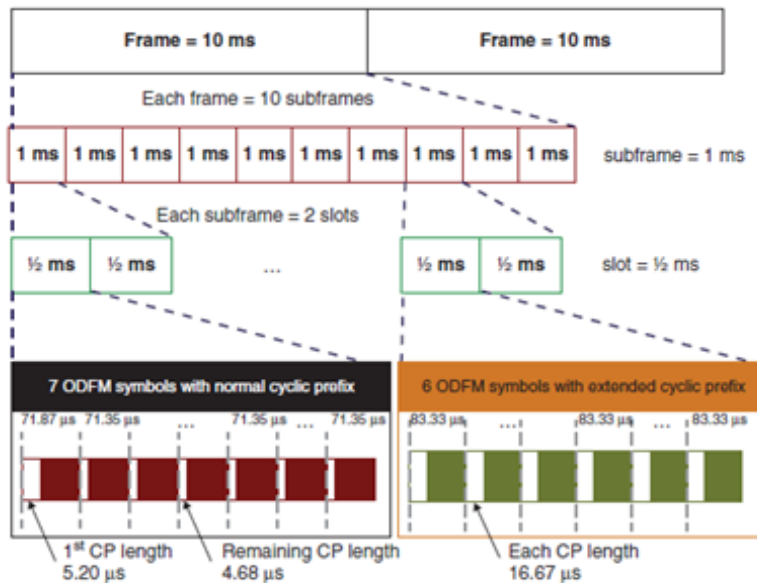 Frame = 10 ms Frame = 10 ms
Each frame = 10 subframes
1 ms 1 ms 1 ms 1 ms 1 ms 1 ms 1 ms 1 ms 1 ms 1 ms subframe = 1 ms
Each subframe = 2 slots
½ ms ½ ms ... ½ ms ½ ms slot = ½ ms
7 ODFM symbols with normal cyclic prefix 6 ODFM symbols with extended cyclic prefix
71.87 µs 71.35 µs ... 71.35 µs ... 71.35 µs 83.33 µs ... 83.33 µs ... 83.33 µs
1st CP length Remaining CP length Each CP length
5.20 µs 4.68 µs 16.67 µs